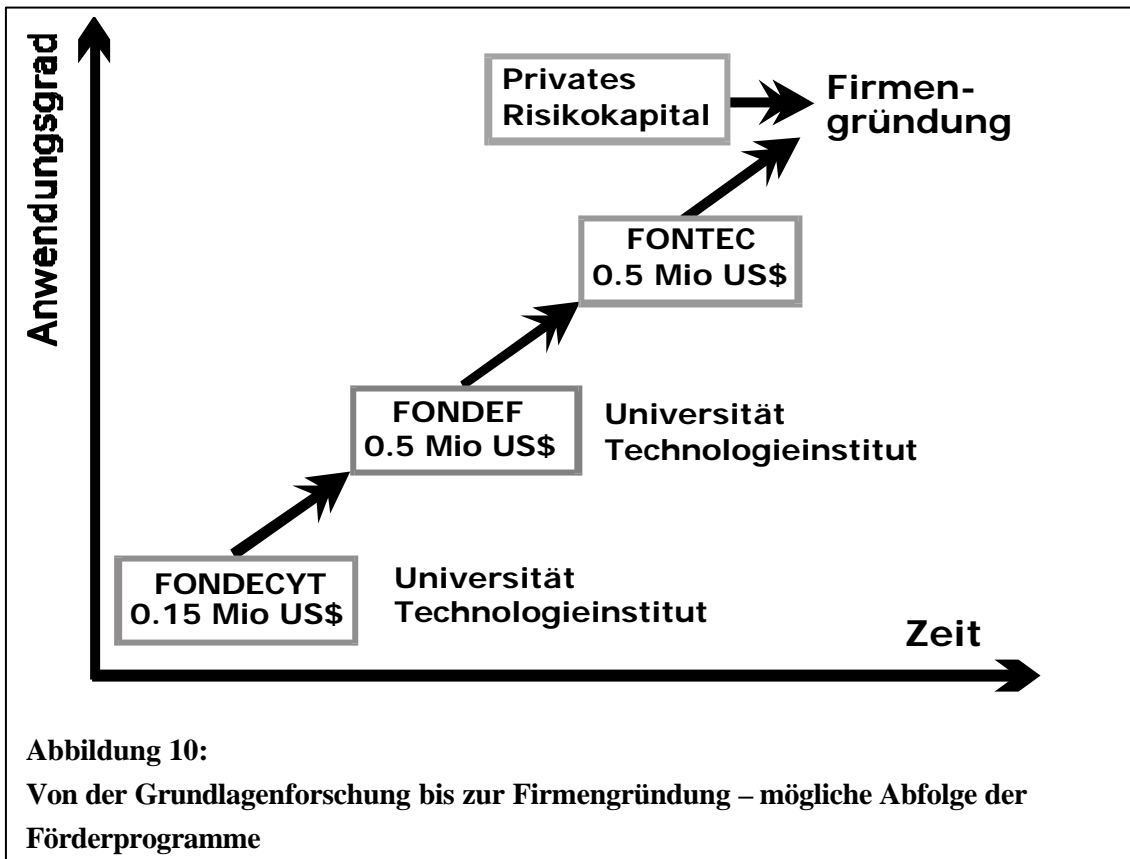 Anwendungsgrad
Privates
Risikokapital
Firmen-
gründung
FONTEC
0.5 Mio US$
FONDEF
0.5 Mio US$
Universität
Technologieinstitut
FONDECYT
0.15 Mio US$
Universität
Technologieinstitut
Zeit
Abbildung 10:
Von der Grundlagenforschung bis zur Firmengründung – mögliche Abfolge der
Förderprogramme